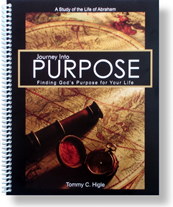 A Study of the Life of Abraham
Journey Into
PURPOSE
Finding God's Purpose for Your Life
Tommy C. Higle